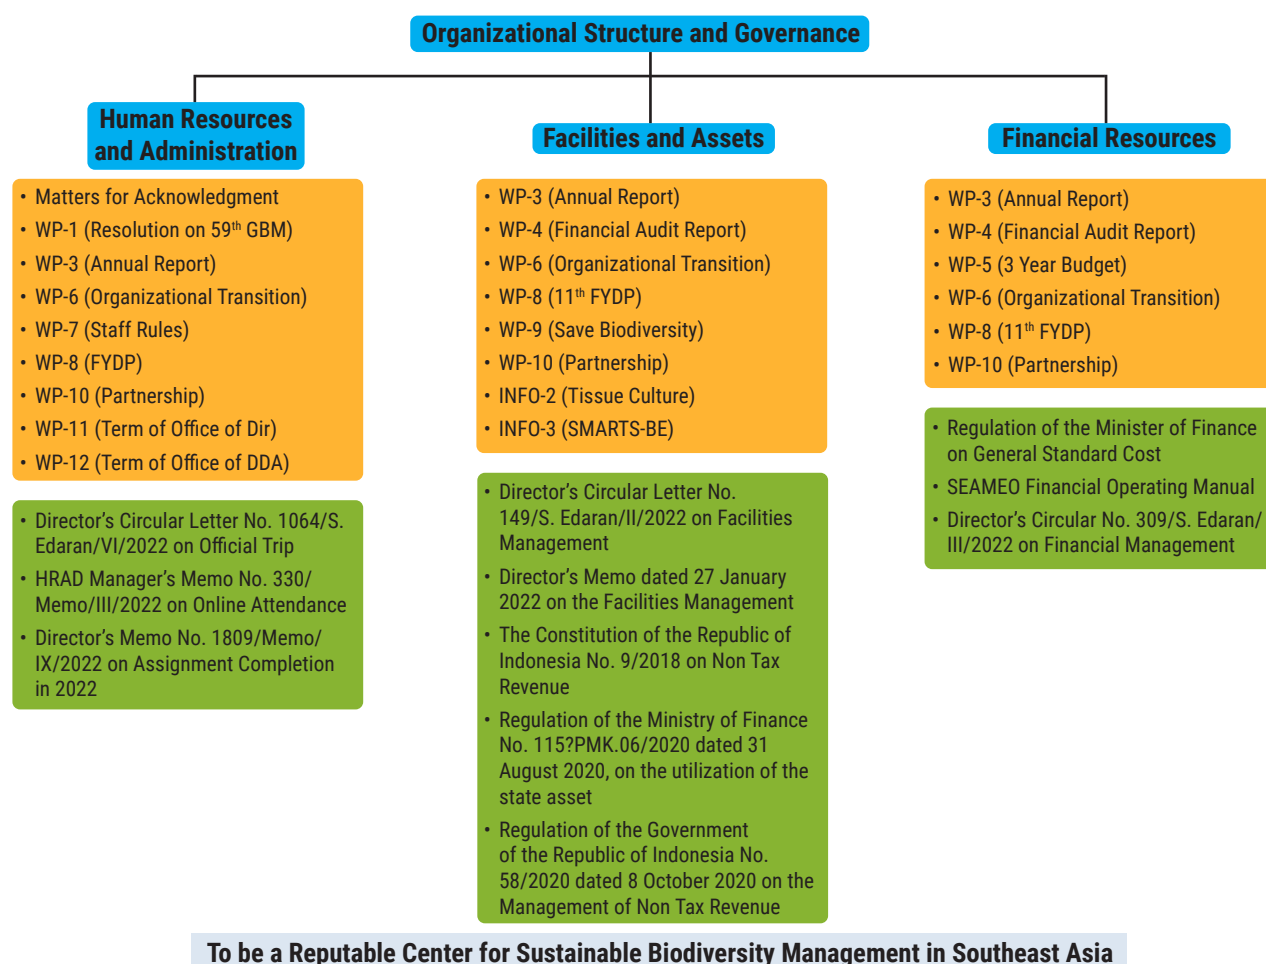 Organizational Structure and Governance
Human Resources
and Administration
• Matters for Acknowledgment
• WP-1 (Resolution on 59th GBM)
• WP-3 (Annual Report)
• WP-6 (Organizational Transition)
• WP-7 (Staff Rules)
• WP-8 (FYDP)
• WP-10 (Partnership)
• WP-11 (Term of Office of Dir)
• WP-12 (Term of Office of DDA)
• Director’s Circular Letter No. 1064/S.
Edaran/VI/2022 on Official Trip
• HRAD Manager’s Memo No. 330/
Memo/III/2022 on Online Attendance
• Director’s Memo No. 1809/Memo/
IX/2022 on Assignment Completion
in 2022
Facilities and Assets
• WP-3 (Annual Report)
• WP-4 (Financial Audit Report)
• WP-6 (Organizational Transition)
• WP-8 (11th FYDP)
• WP-9 (Save Biodiversity)
• WP-10 (Partnership)
• INFO-2 (Tissue Culture)
• INFO-3 (SMARTS-BE)
• Director’s Circular Letter No.
149/S. Edaran/II/2022 on Facilities
Management
• Director’s Memo dated 27 January
2022 on the Facilities Management
• The Constitution of the Republic of
Indonesia No. 9/2018 on Non Tax
Revenue
• Regulation of the Ministry of Finance
No. 115?PMK.06/2020 dated 31
August 2020, on the utilization of the
state asset
• Regulation of the Government
of the Republic of Indonesia No.
58/2020 dated 8 October 2020 on the
Management of Non Tax Revenue
Financial Resources
• WP-3 (Annual Report)
• WP-4 (Financial Audit Report)
• WP-5 (3 Year Budget)
• WP-6 (Organizational Transition)
• WP-8 (11th FYDP)
• WP-10 (Partnership)
• Regulation of the Minister of Finance
on General Standard Cost
• SEAMEO Financial Operating Manual
• Director’s Circular No. 309/S. Edaran/
III/2022 on Financial Management
To be a Reputable Center for Sustainable Biodiversity Management in Southeast Asia